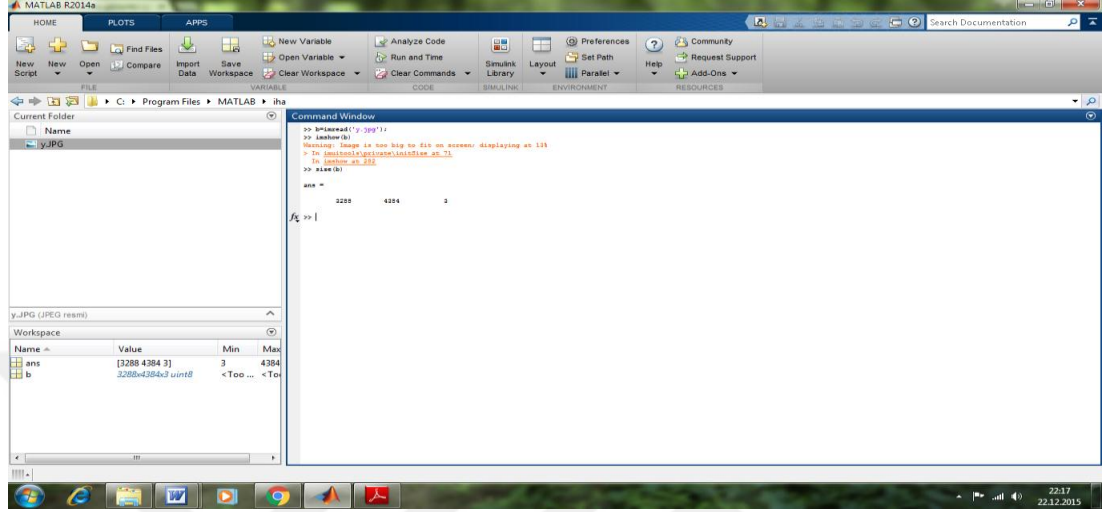 MATLAB R2014a
HOME PLOTS APPS
Search Documentation
New Script
New
Open
Find Files
Compare
Import Data
Save Workspace
New Variable
Open Variable
Clear Workspace
Analyze Code
Run and Time
Clear Commands
Simulink Library
Layout
Preferences
Set Path
Parallel
Help
Community
Request Support
Add-Ons
FILE VARIABLE CODE SIMULINK ENVIRONMENT RESOURCES
C: Program Files MATLAB iha
Current Folder
Name
y.JPG
y.JPG (JPEG resmi)
Workspace
Name Value Min Max
ans [3288 4384 3] 3 4384
b 3288x4384x3 uint8 <Too ... <Too
Command Window
>> b=imread('y.jpg');
>> imshow(b)
Warning: Image is too big to fit on screen; displaying at 13%
> In imuitools\private\initSize at 71
In imshow at 282
>> size(b)
ans =
3288 4384 3
fx >>
22:17
22.12.2015